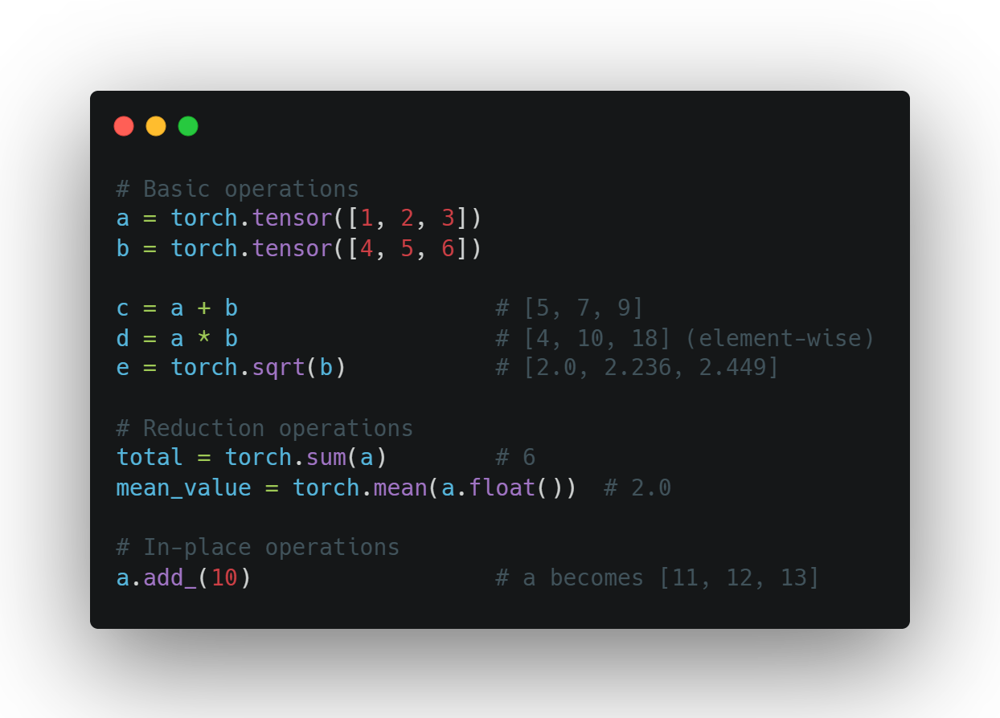 # Basic operations
a = torch.tensor([1, 2, 3])
b = torch.tensor([4, 5, 6])
c = a + b                   # [5, 7, 9]
d = a * b                   # [4, 10, 18] (element-wise)
e = torch.sqrt(b)           # [2.0, 2.236, 2.449]
# Reduction operations
total = torch.sum(a)        # 6
mean_value = torch.mean(a.float())  # 2.0
# In-place operations
a.add_(10)                  # a becomes [11, 12, 13]